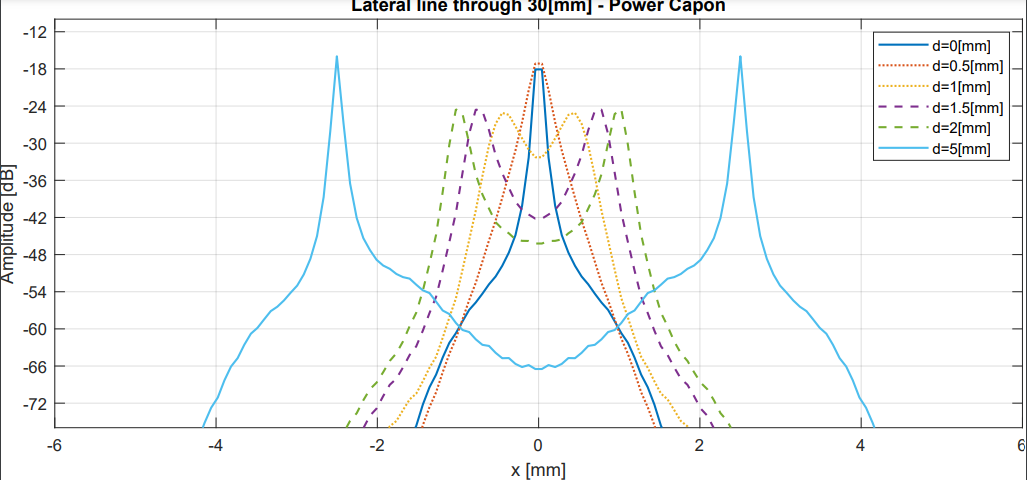 Lateral line through 30[mm] - Power Capon
-12
-18
-24
-30
-36
-42
-48
-54
-60
-66
-72
Amplitude [dB]
d=0[mm]
d=0.5[mm]
d=1[mm]
d=1.5[mm]
d=2[mm]
d=5[mm]
-6 -4 -2 0 2 4 6
x [mm]